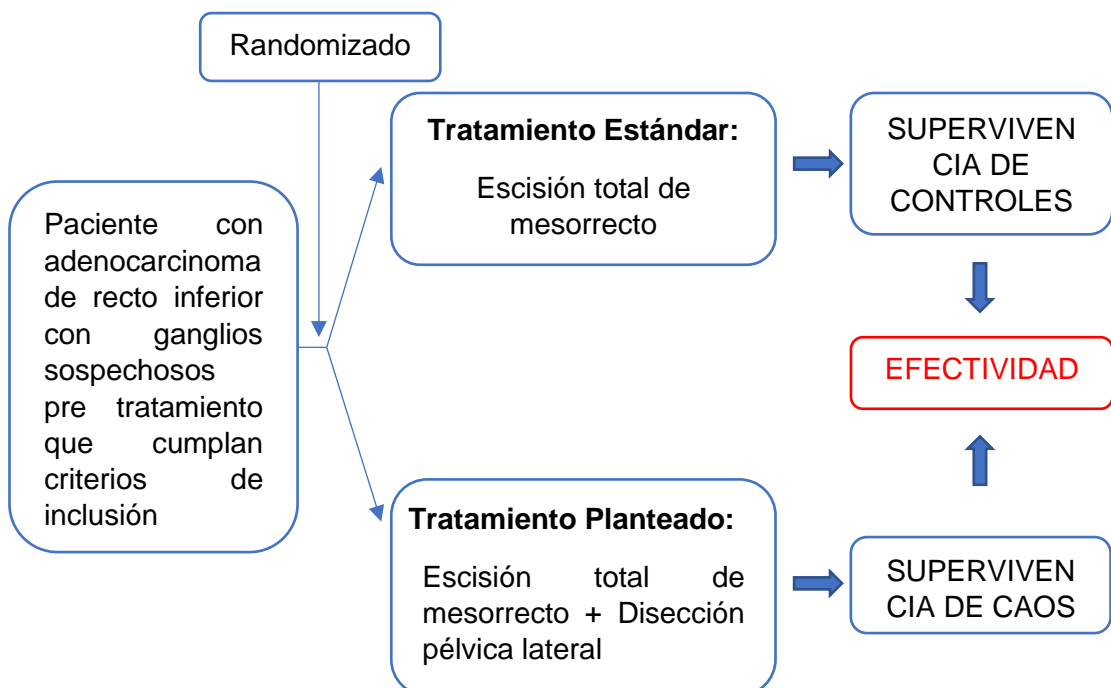 Randomizado
Paciente con
adenocarcinoma
de recto inferior
con ganglios
sospechosos
pre tratamiento
que cumplan
criterios de
inclusión
Tratamiento Estándar:
Escisión total de
mesorrecto
SUPERVIVEN
CIA DE
CONTROLES
EFECTIVIDAD
Tratamiento Planteado:
Escisión total de
mesorrecto + Disección
pélvica lateral
SUPERVIVEN
CIA DE CAOS